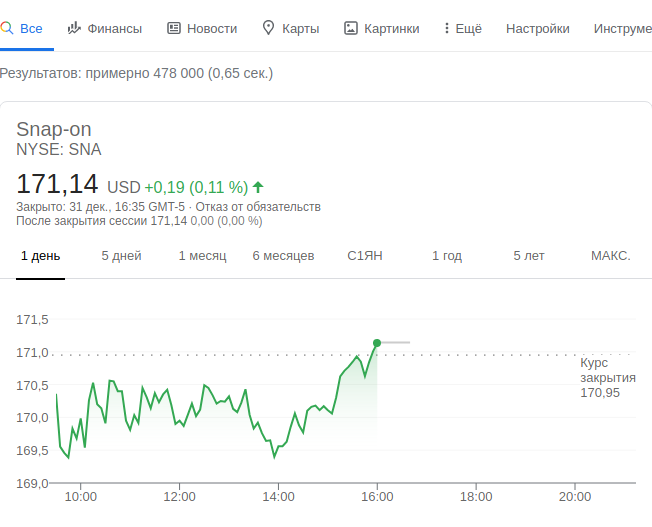 Все Финансы Новости Карты Картинки Ещё Настройки Инструме
Результатов: примерно 478 000 (0,65 сек.)
Snap-on
NYSE: SNA
171,14 USD +0,19 (0,11 %)
Закрыто: 31 дек., 16:35 GMT-5 · Отказ от обязательств
После закрытия сессии 171,14 0,00 (0,00 %)
1 день 5 дней 1 месяц 6 месяцев С1ЯН 1 год 5 лет МАКС.
171,5
171,0
170,5
170,0
169,5
169,0
Курс
закрытия
170,95
10:00 12:00 14:00 16:00 18:00 20:00